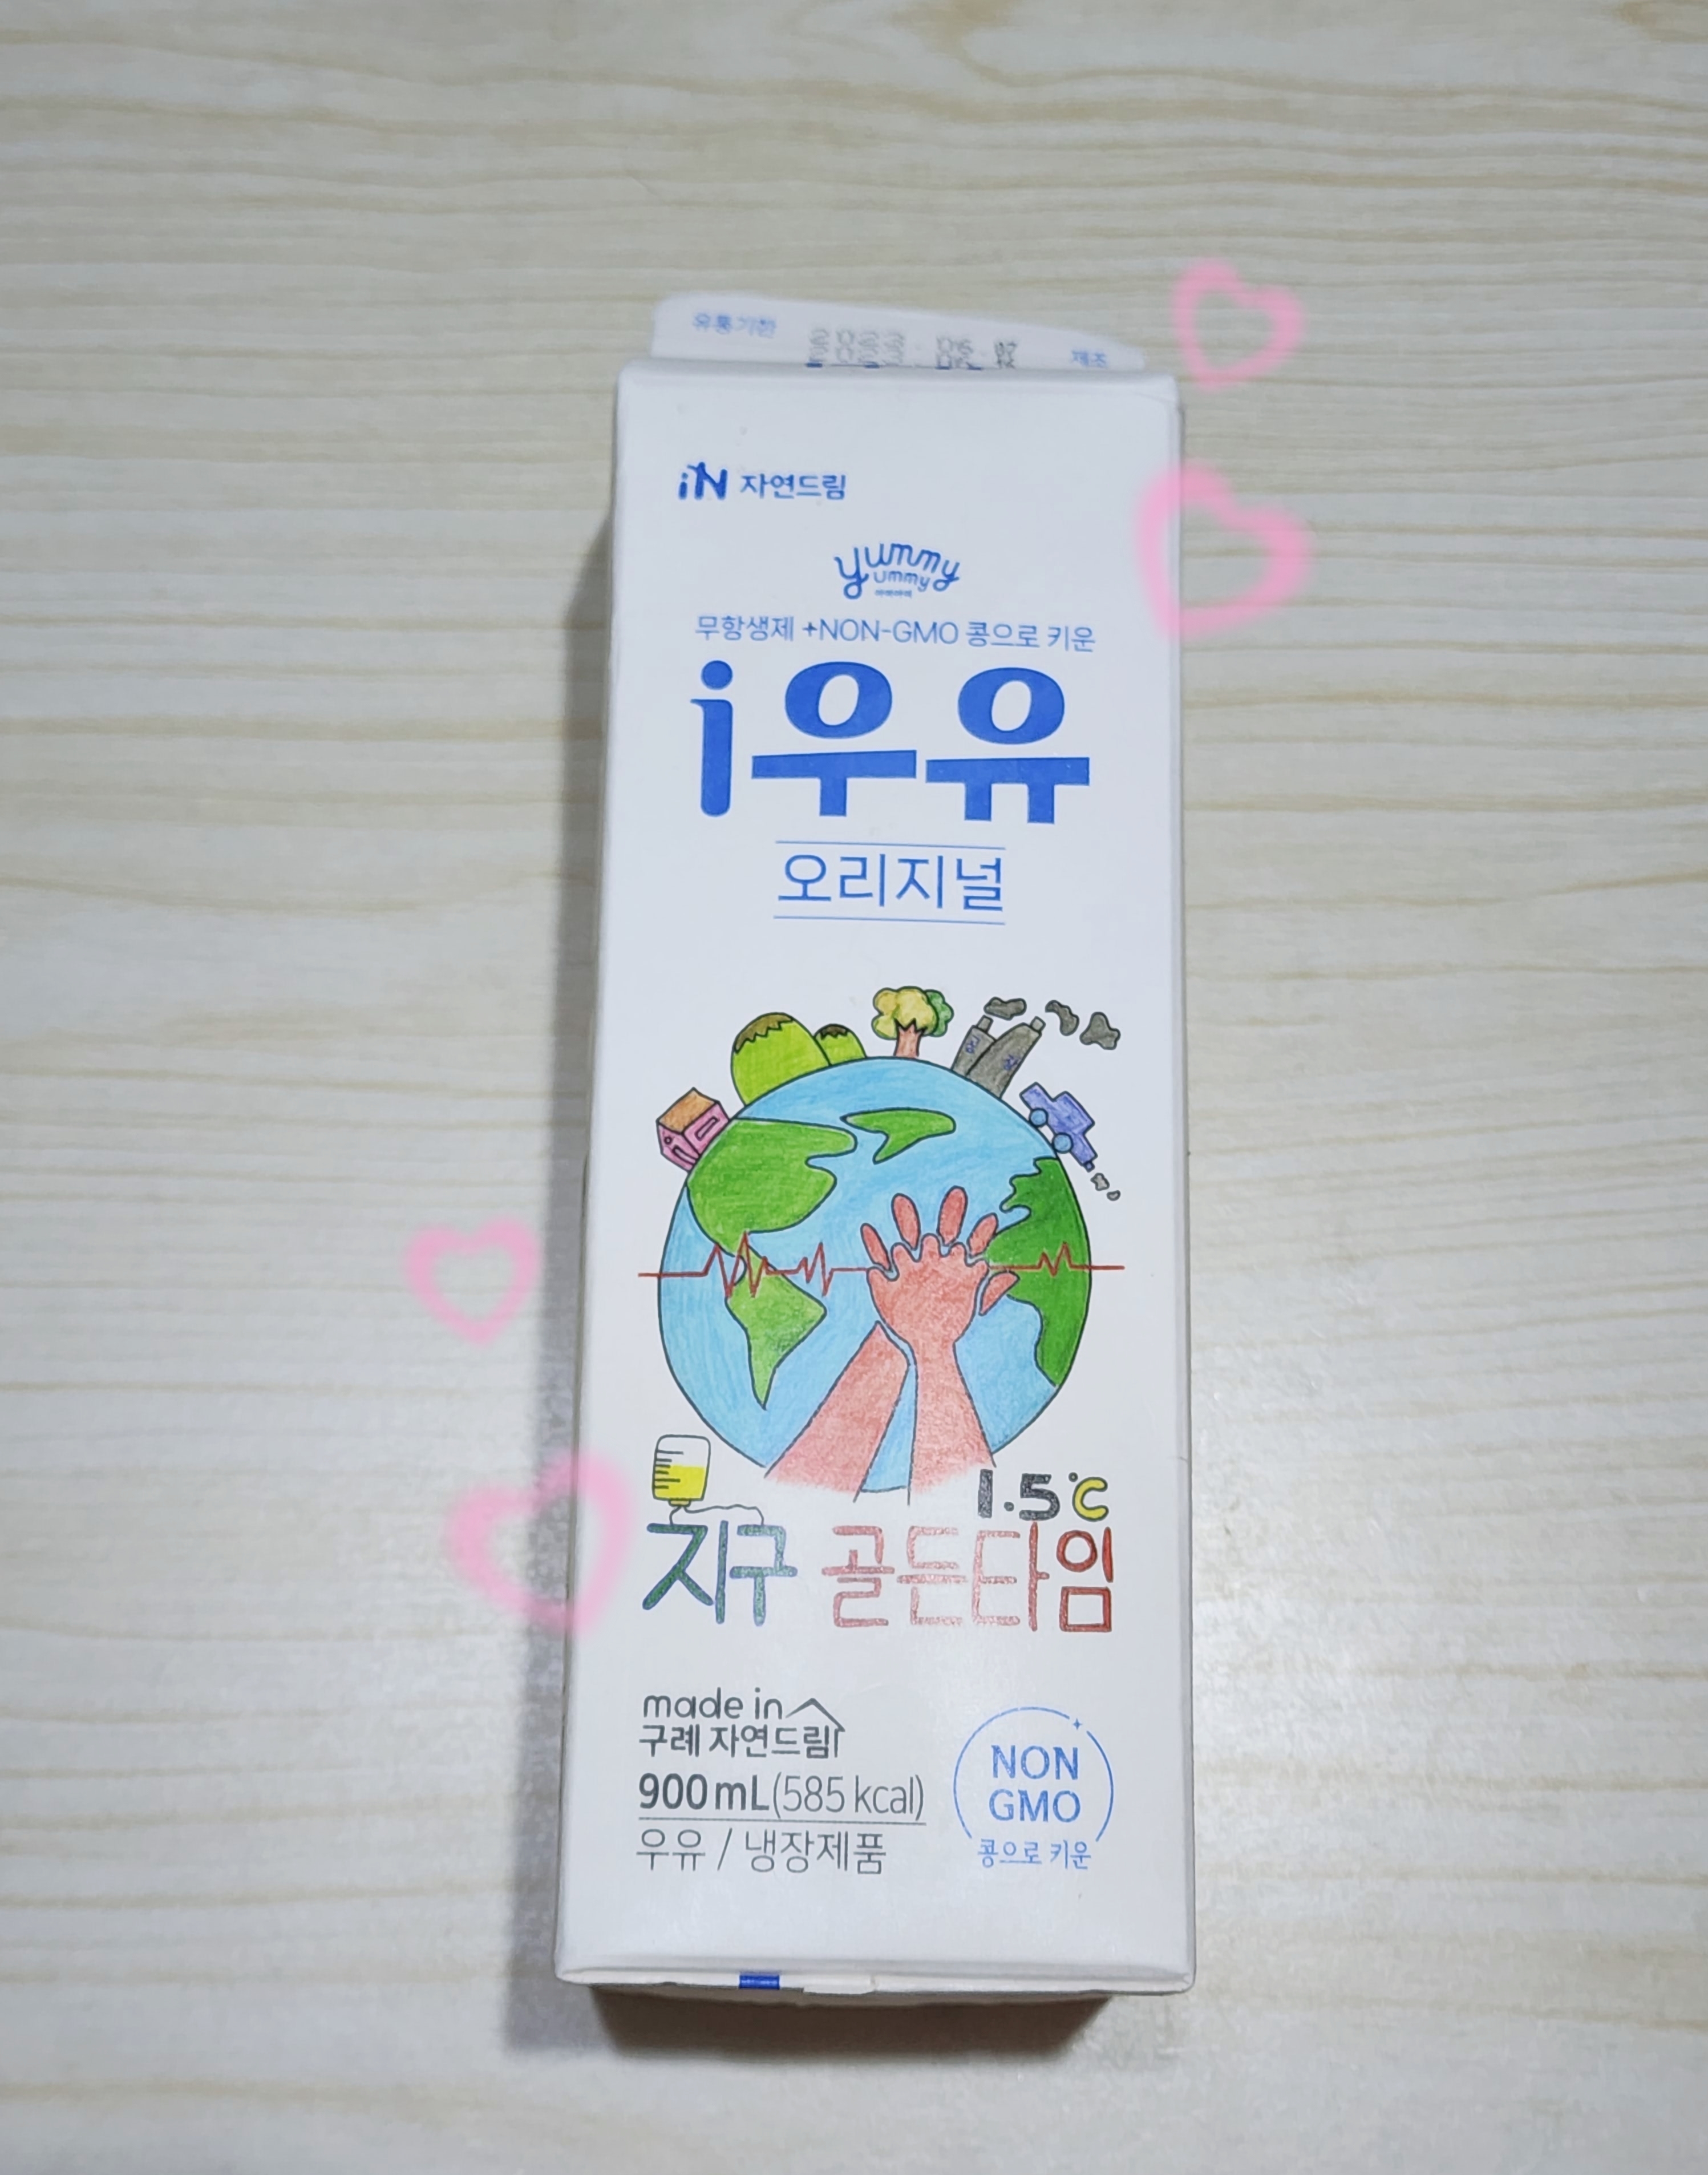 유통기한
제조
iN 자연드림
yummy
ummy
무항생제 +NON-GMO 콩으로 키운
i우유
오리지널
1.5℃
지구 골든타임
made in
구례 자연드림
900mL(585 kcal)
우유 / 냉장제품
NON
GMO
콩으로 키운